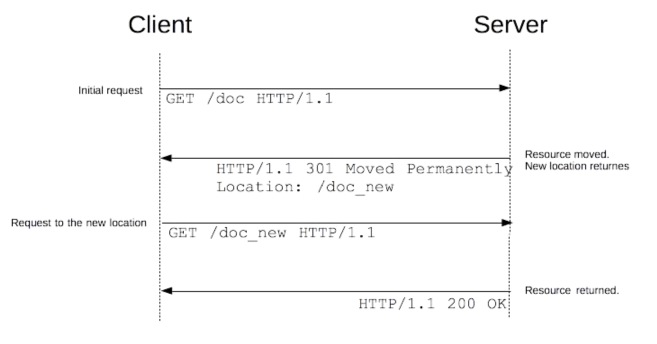 Client
Server
Initial request
GET /doc HTTP/1.1
Resource moved.
New location returnes
HTTP/1.1 301 Moved Permanently
Location: /doc_new
Request to the new location
GET /doc_new HTTP/1.1
Resource returned.
HTTP/1.1 200 OK